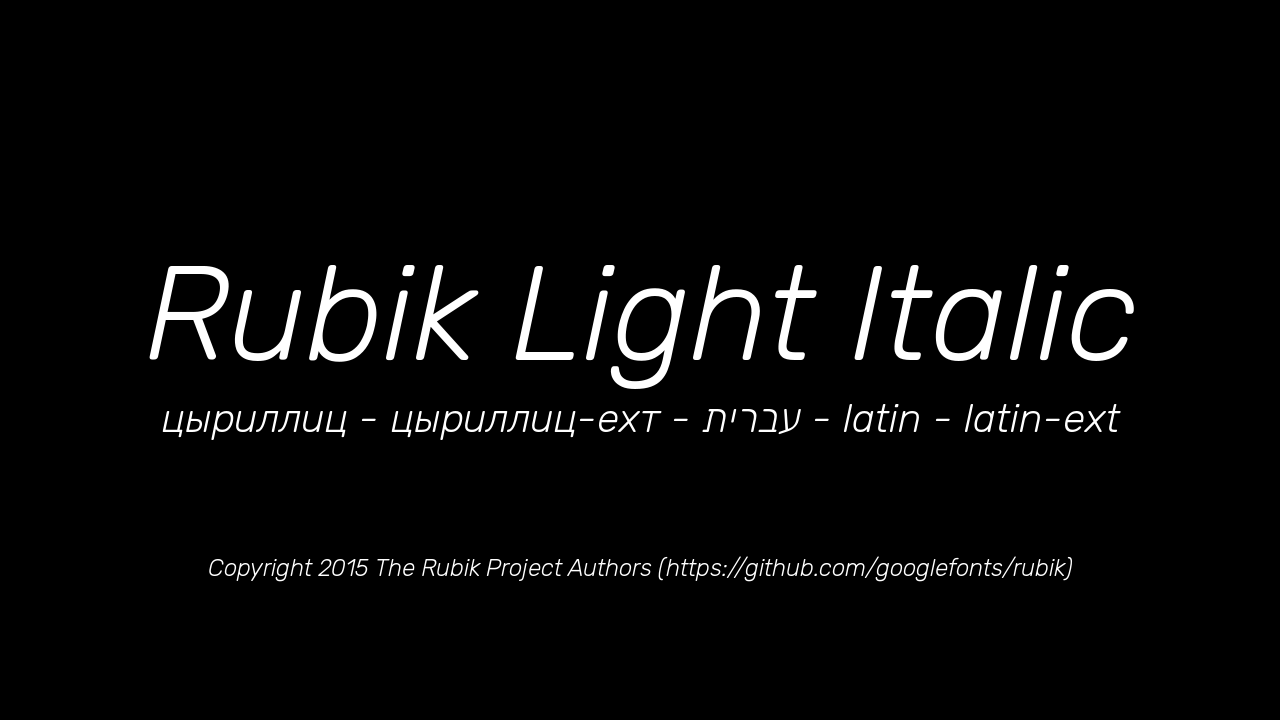 Rubik Light Italic
цыриллиц - цыриллиц-ехт - עברית - latin - latin-ext
Copyright 2015 The Rubik Project Authors (https://github.com/googlefonts/rubik)